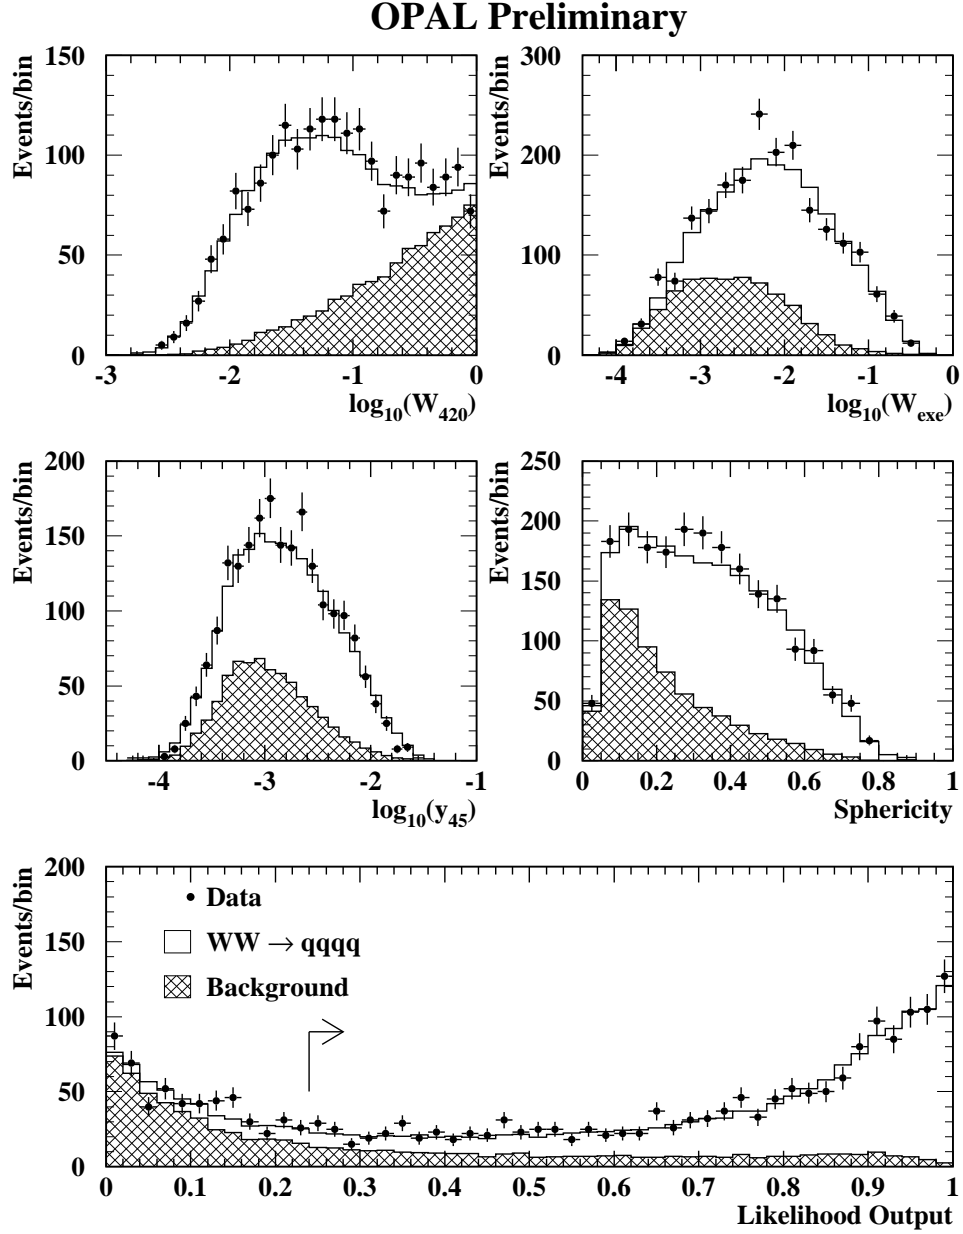 OPAL Preliminary
Events/bin
150
100
50
0
-3 -2 -1 0
log10(W420)
Events/bin
300
200
100
0
-4 -3 -2 -1 0
log10(Wexe)
Events/bin
200
150
100
50
0
-4 -3 -2 -1
log10(y45)
Events/bin
250
200
150
100
50
0
0 0.2 0.4 0.6 0.8 1
Sphericity
Events/bin
200
150
100
50
0
Data
WW → qqqq
Background
0 0.1 0.2 0.3 0.4 0.5 0.6 0.7 0.8 0.9 1
Likelihood Output